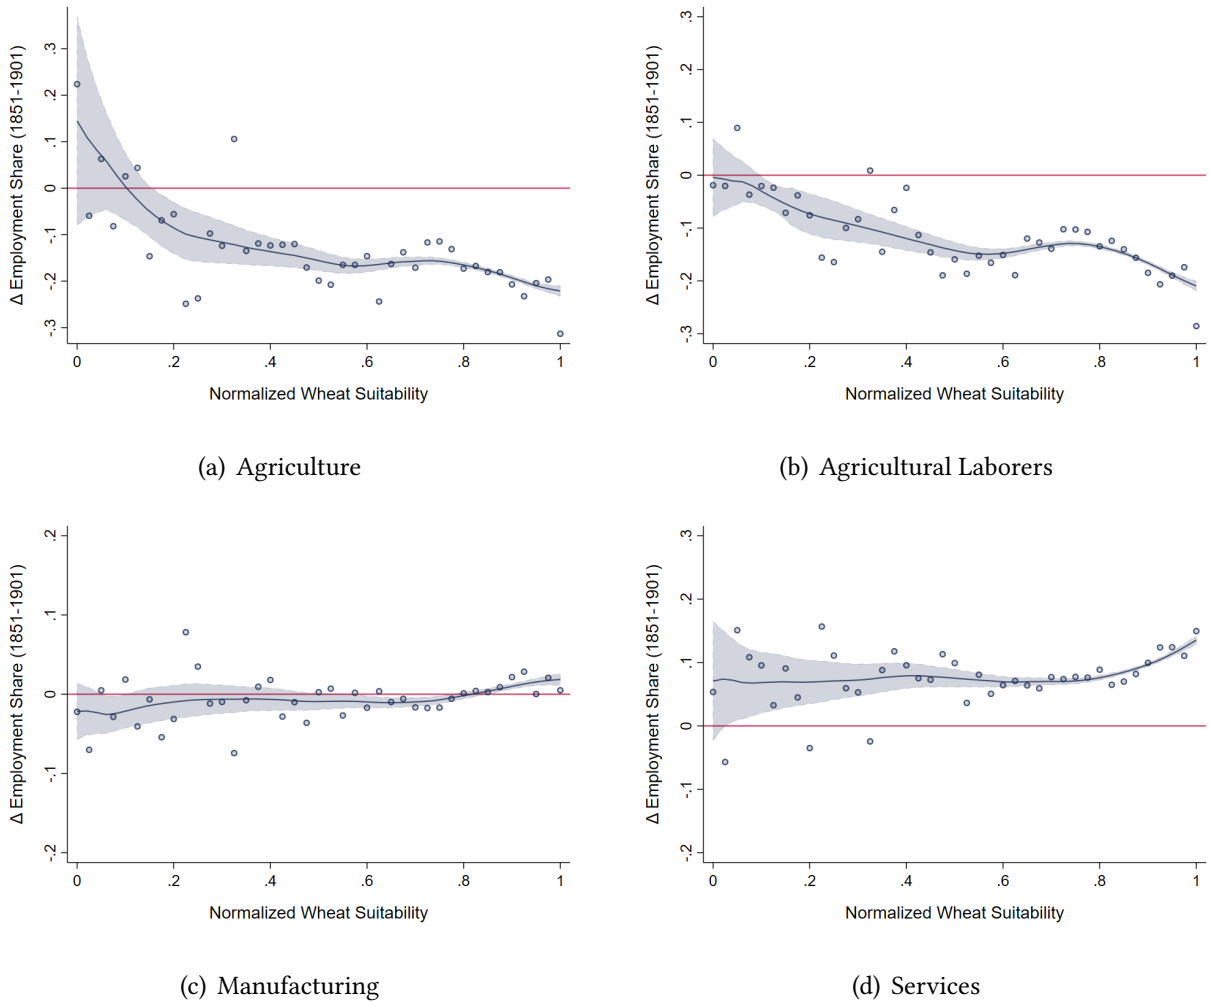 Δ Employment Share (1851-1901)
.3
.2
.1
0
-.1
-.2
-.3
0 .2 .4 .6 .8 1
Normalized Wheat Suitability
(a) Agriculture
Δ Employment Share (1851-1901)
.3
.2
.1
0
-.1
-.2
-.3
0 .2 .4 .6 .8 1
Normalized Wheat Suitability
(b) Agricultural Laborers
Δ Employment Share (1851-1901)
.2
.1
0
-.1
-.2
0 .2 .4 .6 .8 1
Normalized Wheat Suitability
(c) Manufacturing
Δ Employment Share (1851-1901)
.3
.2
.1
0
-.1
-.2
0 .2 .4 .6 .8 1
Normalized Wheat Suitability
(d) Services